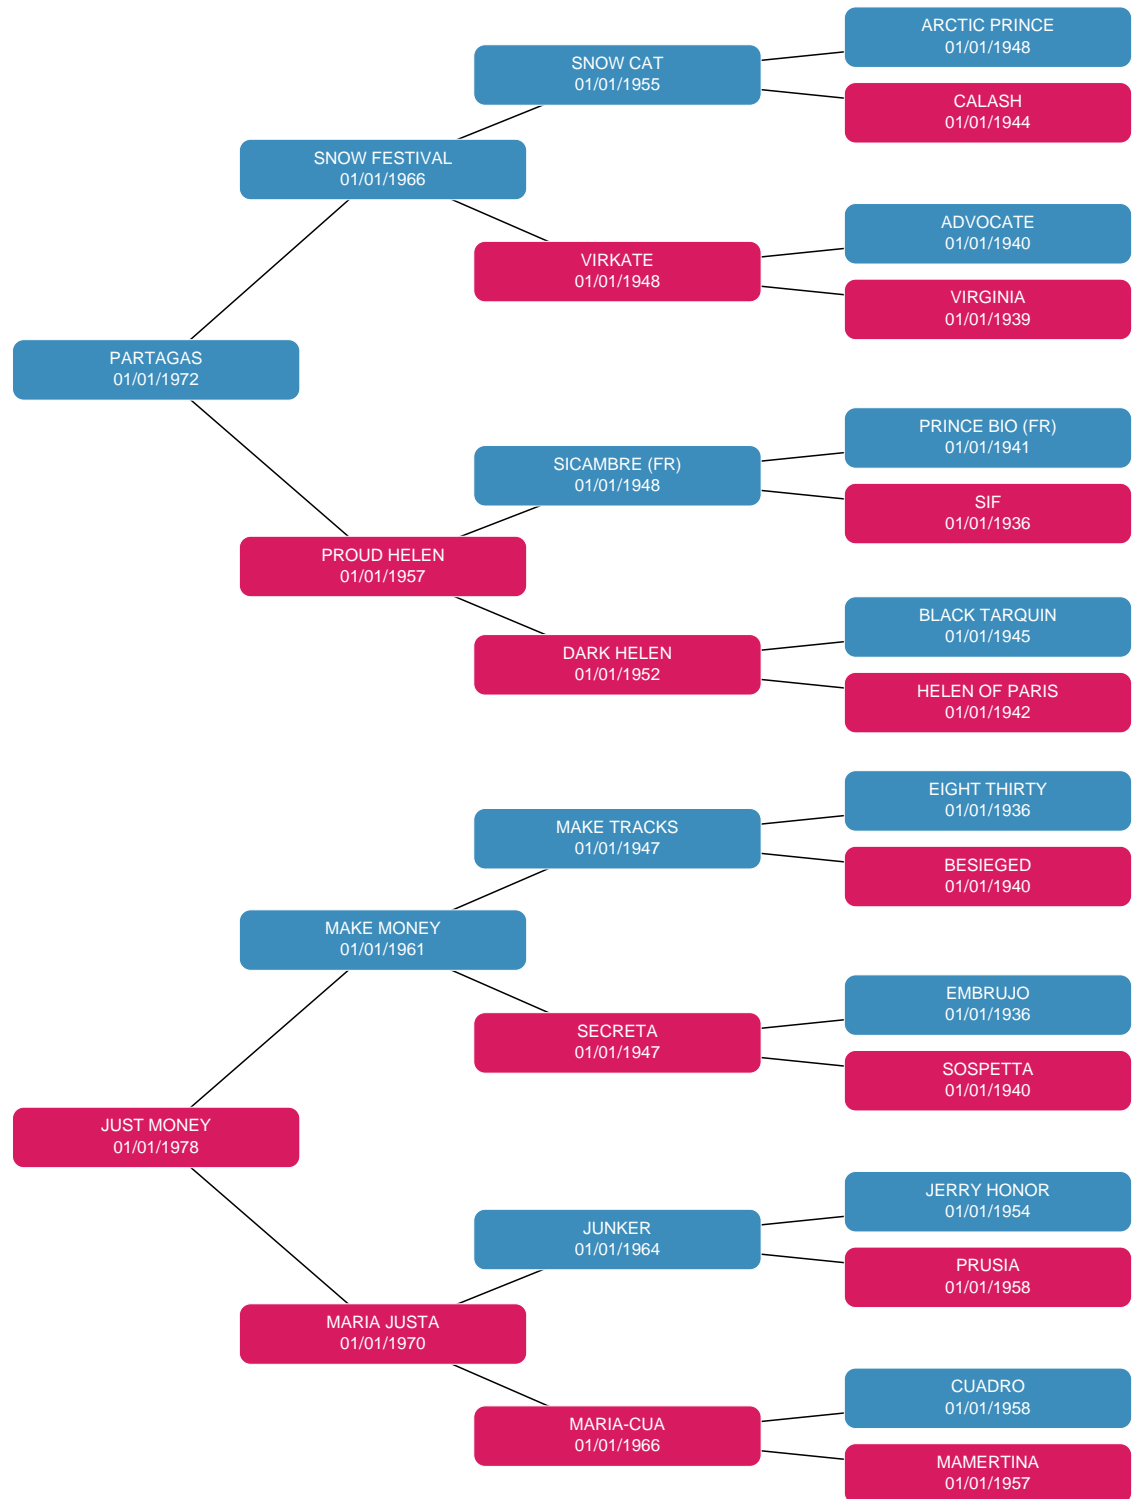 ARCTIC PRINCE
01/01/1948
SNOW CAT
01/01/1955
CALASH
01/01/1944
SNOW FESTIVAL
01/01/1966
ADVOCATE
01/01/1940
VIRKATE
01/01/1948
VIRGINIA
01/01/1939
PARTAGAS
01/01/1972
PRINCE BIO (FR)
01/01/1941
SICAMBRE (FR)
01/01/1948
SIF
01/01/1936
PROUD HELEN
01/01/1957
BLACK TARQUIN
01/01/1945
DARK HELEN
01/01/1952
HELEN OF PARIS
01/01/1942
EIGHT THIRTY
01/01/1936
MAKE TRACKS
01/01/1947
BESIEGED
01/01/1940
MAKE MONEY
01/01/1961
EMBRUJO
01/01/1936
SECRETA
01/01/1947
SOSPETTA
01/01/1940
JUST MONEY
01/01/1978
JERRY HONOR
01/01/1954
JUNKER
01/01/1964
PRUSIA
01/01/1958
MARIA JUSTA
01/01/1970
CUADRO
01/01/1958
MARIA-CUA
01/01/1966
MAMERTINA
01/01/1957